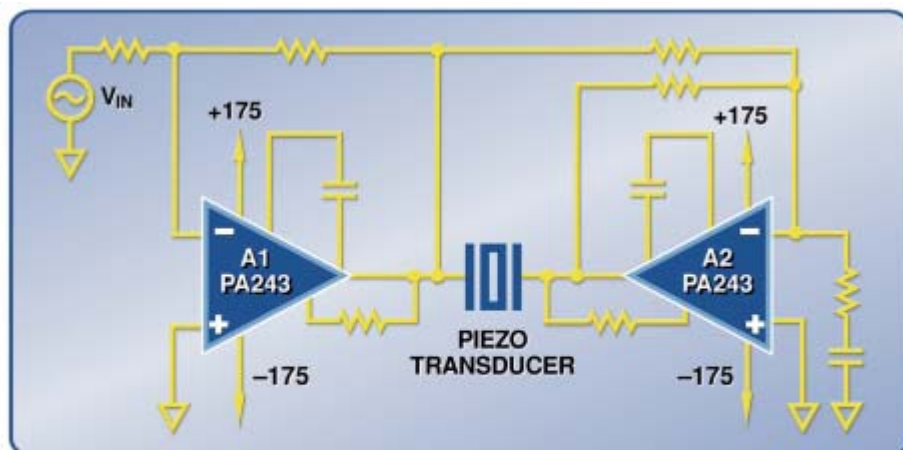 V_IN
+175
+175
−
−
A1
PA243
A2
PA243
+
+
PIEZO
TRANSDUCER
–175
–175